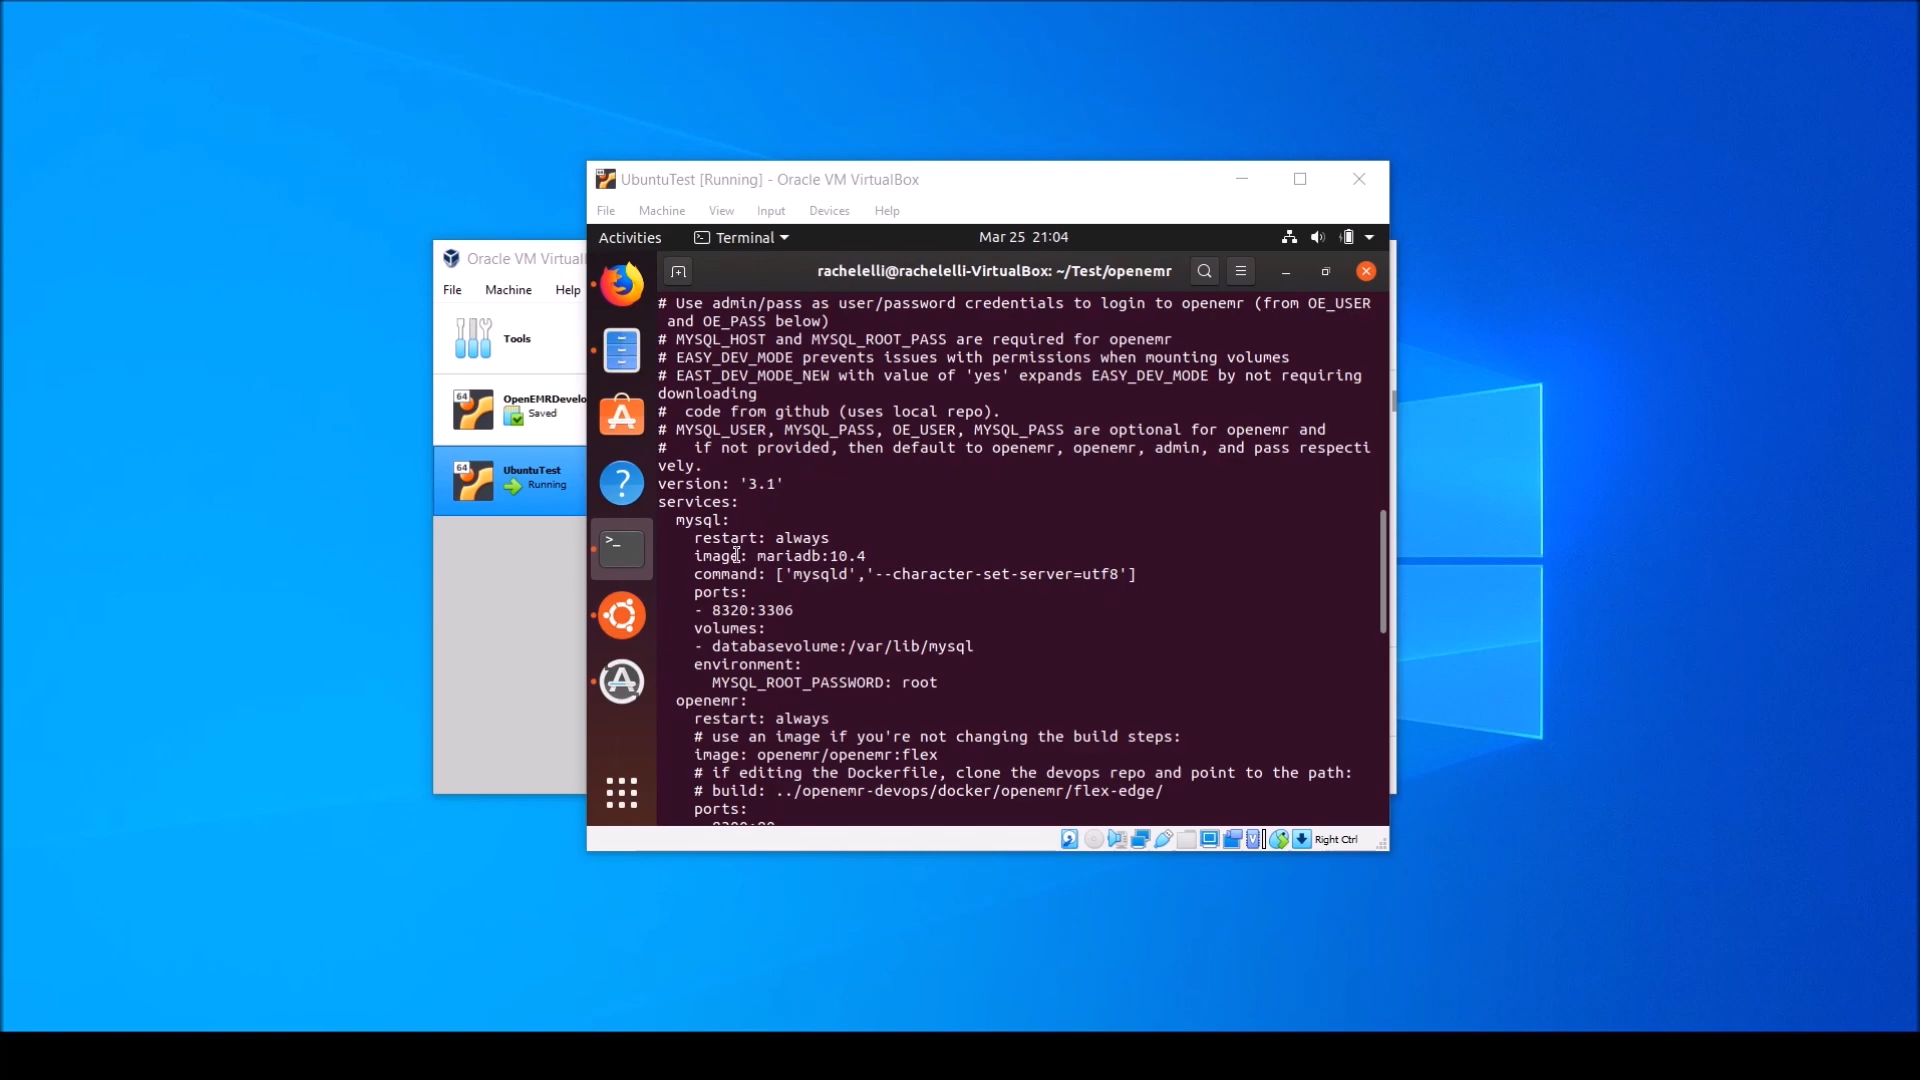 UbuntuTest [Running] - Oracle VM VirtualBox
File Machine View Input Devices Help
Activities Terminal Mar 25 21:04
Oracle VM Virtual
File Machine Help
Tools
64 OpenEMRDevelo
Saved
64 UbuntuTest
Running
rachelelli@rachelelli-VirtualBox: ~/Test/openemr
# Use admin/pass as user/password credentials to login to openemr (from OE_USER
and OE_PASS below)
# MYSQL_HOST and MYSQL_ROOT_PASS are required for openemr
# EASY_DEV_MODE prevents issues with permissions when mounting volumes
# EAST_DEV_MODE_NEW with value of 'yes' expands EASY_DEV_MODE by not requiring
downloading
#  code from github (uses local repo).
# MYSQL_USER, MYSQL_PASS, OE_USER, MYSQL_PASS are optional for openemr and
#   if not provided, then default to openemr, openemr, admin, and pass respecti
vely.
version: '3.1'
services:
  mysql:
    restart: always
    image: mariadb:10.4
    command: ['mysqld','--character-set-server=utf8']
    ports:
    - 8320:3306
    volumes:
    - databasevolume:/var/lib/mysql
    environment:
      MYSQL_ROOT_PASSWORD: root
  openemr:
    restart: always
    # use an image if you're not changing the build steps:
    image: openemr/openemr:flex
    # if editing the Dockerfile, clone the devops repo and point to the path:
    # build: ../openemr-devops/docker/openemr/flex-edge/
    ports:
Right Ctrl